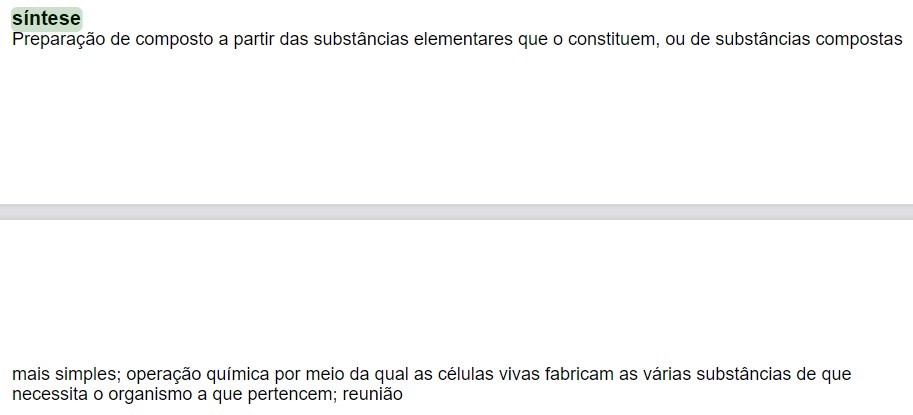 síntese
Preparação de composto a partir das substâncias elementares que o constituem, ou de substâncias compostas
mais simples; operação química por meio da qual as células vivas fabricam as várias substâncias de que
necessita o organismo a que pertencem; reunião